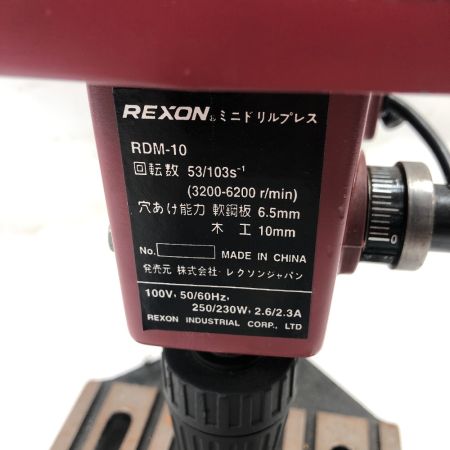 REXON® ミニドリルプレス
RDM-10
回転数 53/103s⁻¹
(3200-6200 r/min)
穴あけ能力 軟鋼板 6.5mm
木 工 10mm
No. MADE IN CHINA
発売元 株式会社・レクソンジャパン
100V, 50/60Hz,
250/230W, 2.6/2.3A
REXON INDUSTRIAL CORP., LTD
0